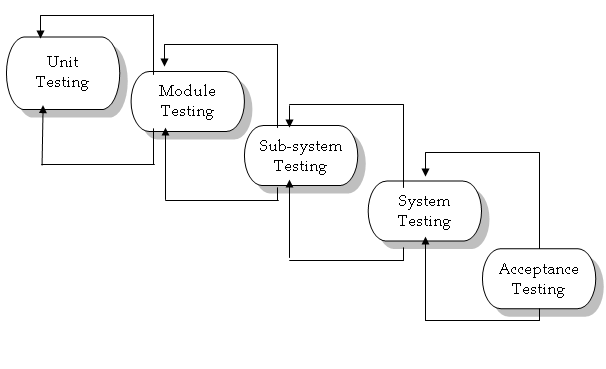 Unit
Testing
Module
Testing
Sub-system
Testing
System
Testing
Acceptance
Testing